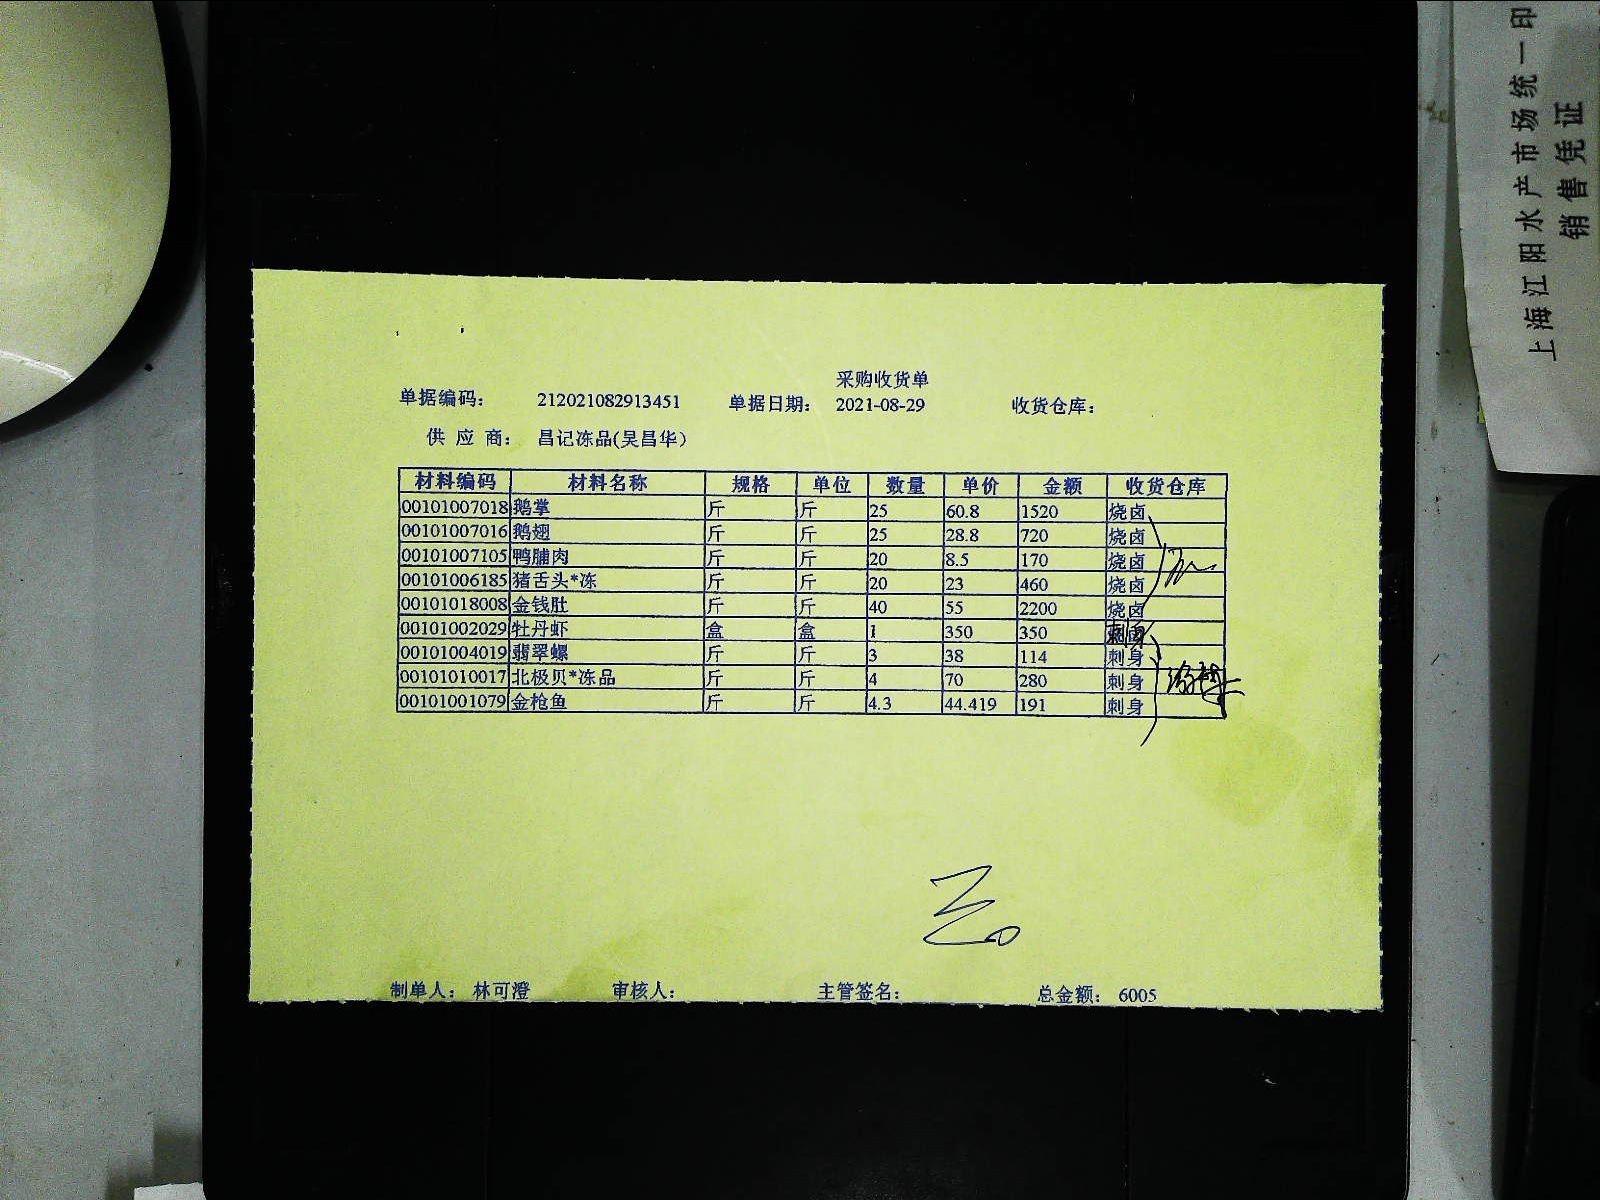 采购收货单
单据编码： 212021082913451 单据日期： 2021-08-29 收货仓库：
供 应 商： 昌记冻品(吴昌华）
材料编码 材料名称 规格 单位 数量 单价 金额 收货仓库
00101007018 鹅掌 斤 斤 25 60.8 1520 烧卤
00101007016 鹅翅 斤 斤 25 28.8 720 烧卤
00101007105 鸭脯肉 斤 斤 20 8.5 170 烧卤
00101006185 猪舌头*冻 斤 斤 20 23 460 烧卤
00101018008 金钱肚 斤 斤 40 55 2200 烧卤
00101002029 牡丹虾 盒 盒 1 350 350
00101004019 翡翠螺 斤 斤 3 38 114 刺身
00101010017 北极贝*冻品 斤 斤 4 70 280 刺身
00101001079 金枪鱼 斤 斤 4.3 44.419 191 刺身
制单人： 林可澄 审核人： 主管签名： 总金额： 6005
上海江阳水产市场统一印
销售凭证